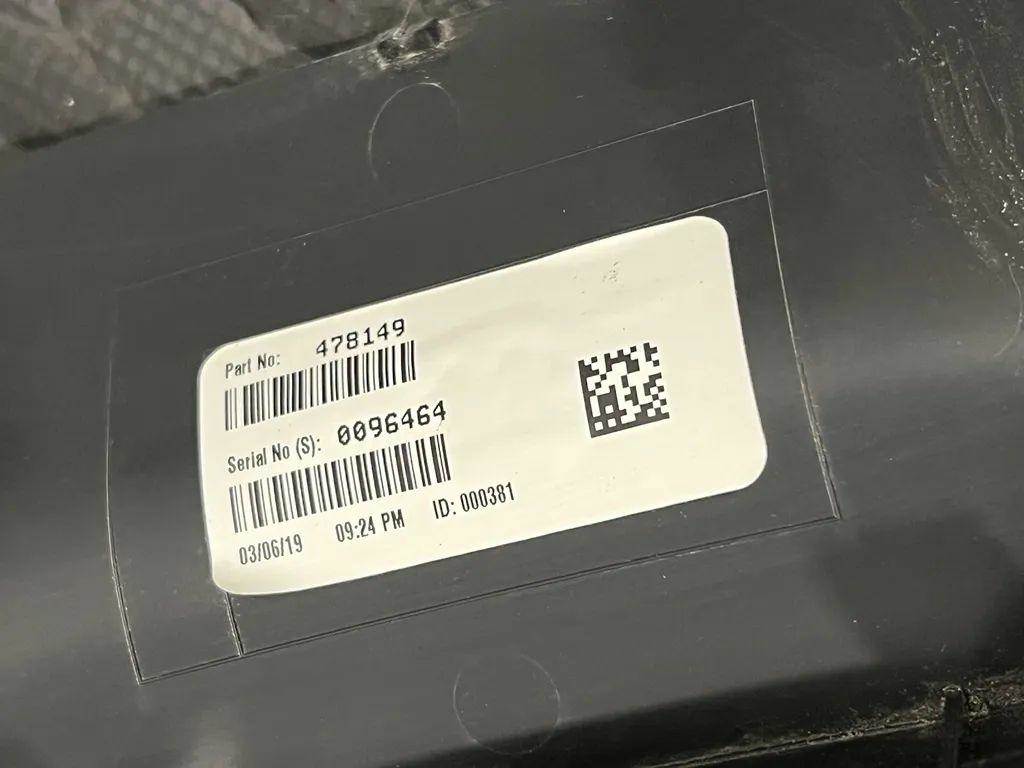 Part No: 478149
Serial No (S): 0096464
03/06/19 09:24 PM ID: 000381